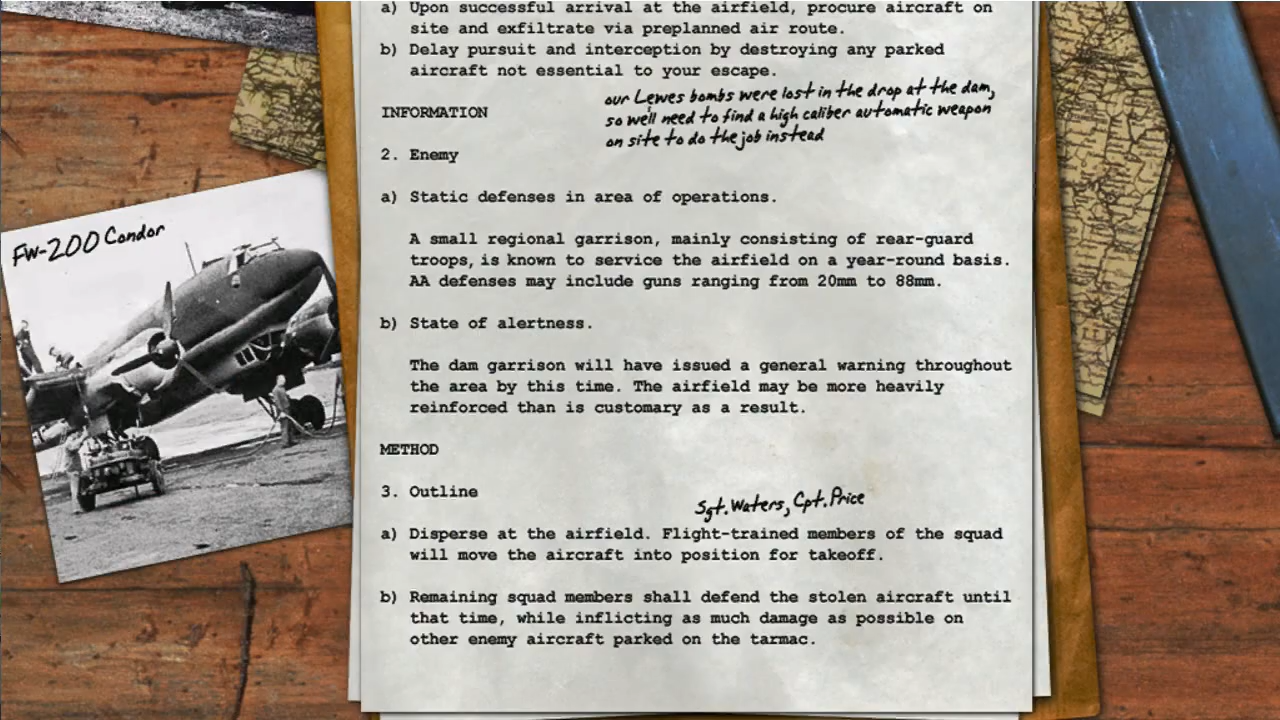 a) Upon successful arrival at the airfield, procure aircraft on
site and exfiltrate via preplanned air route.
b) Delay pursuit and interception by destroying any parked
aircraft not essential to your escape.
our Lewes bombs were lost in the drop at the dam,
so we'll need to find a high caliber automatic weapon
on site to do the job instead
INFORMATION
2. Enemy
a) Static defenses in area of operations.
FW-200 Condor
A small regional garrison, mainly consisting of rear-guard
troops, is known to service the airfield on a year-round basis.
AA defenses may include guns ranging from 20mm to 88mm.
b) State of alertness.
The dam garrison will have issued a general warning throughout
the area by this time. The airfield may be more heavily
reinforced than is customary as a result.
METHOD
3. Outline
Sgt. Waters, Cpt. Price
a) Disperse at the airfield. Flight-trained members of the squad
will move the aircraft into position for takeoff.
b) Remaining squad members shall defend the stolen aircraft until
that time, while inflicting as much damage as possible on
other enemy aircraft parked on the tarmac.